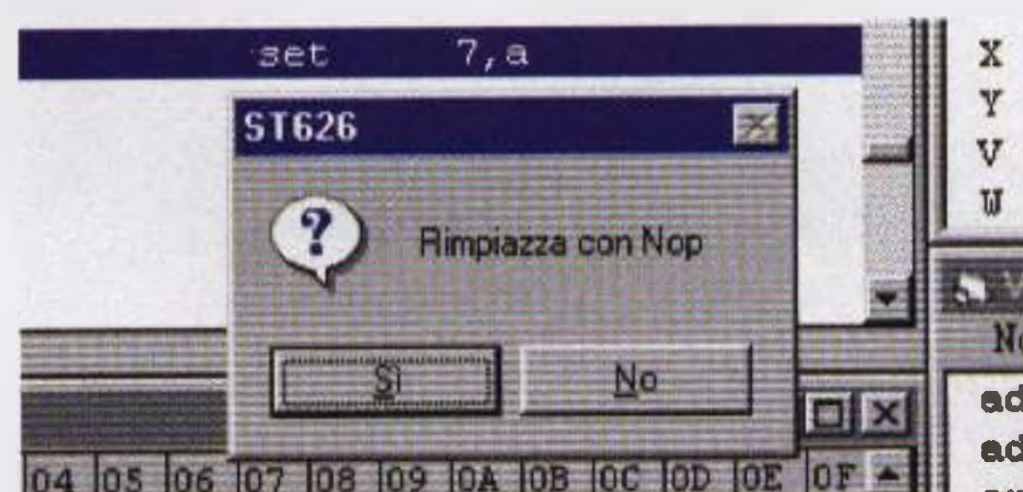 set 7,a
X
Y
V
W
ST626
Rimpiazza con Nop
Sì No
04 05 06 07 08 09 0A 0B 0C 0D 0E 0F